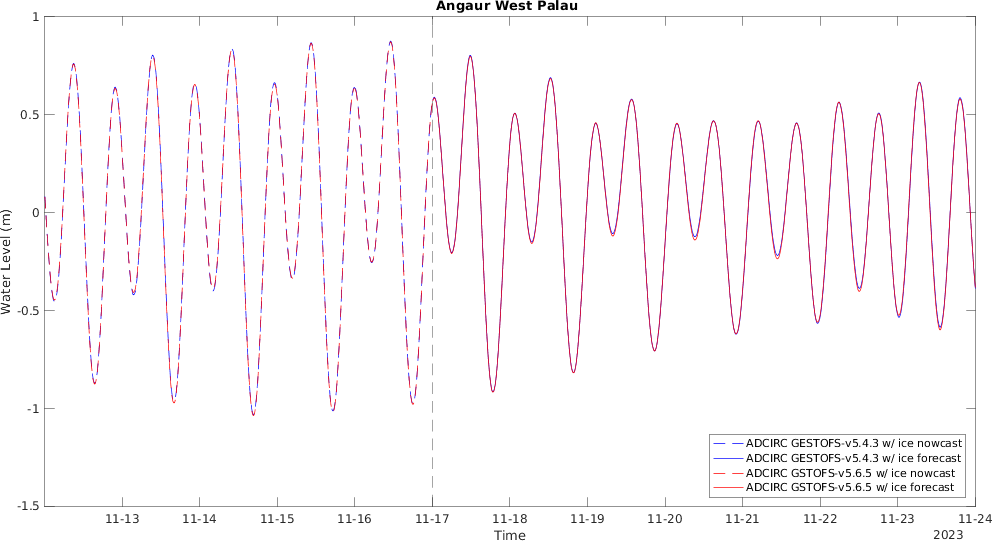 Angaur West Palau
1
0.5
0
-0.5
-1
-1.5
Water Level (m)
ADCIRC GESTOFS-v5.4.3 w/ ice nowcast
ADCIRC GESTOFS-v5.4.3 w/ ice forecast
ADCIRC GSTOFS-v5.6.5 w/ ice nowcast
ADCIRC GSTOFS-v5.6.5 w/ ice forecast
11-13 11-14 11-15 11-16 11-17 11-18 11-19 11-20 11-21 11-22 11-23 11-24
Time
2023